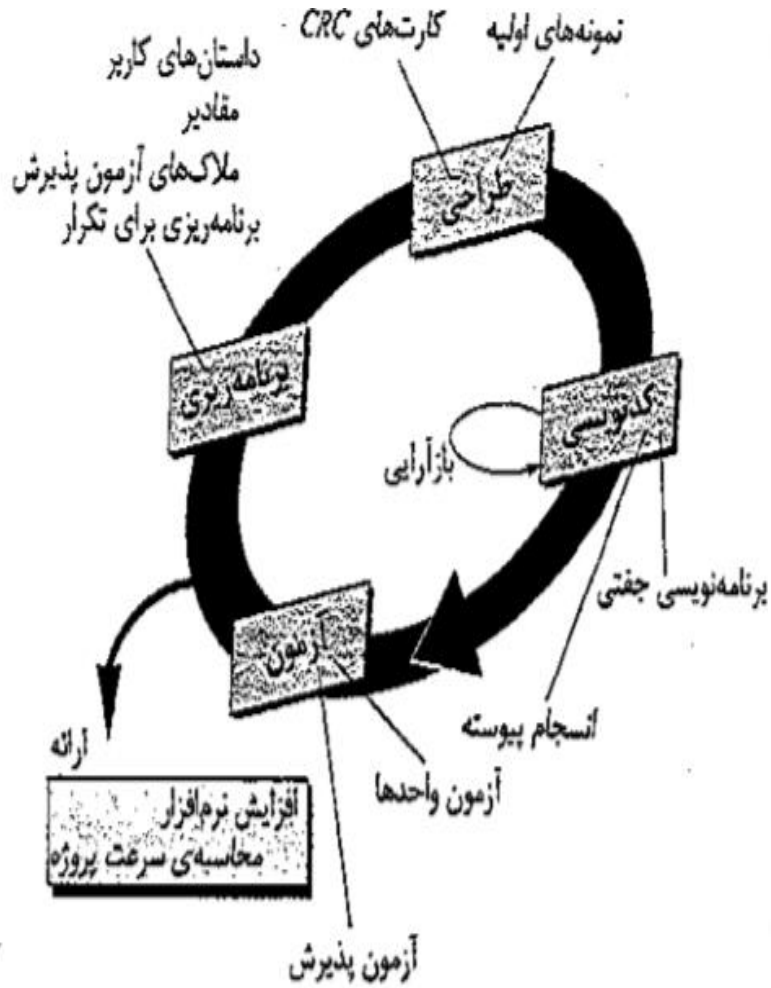 نمونه‌های اولیه
کارت‌های CRC
داستان‌های کاربر
مقادیر
ملاک‌های آزمون پذیرش
برنامه‌ریزی برای تکرار
طراحی
برنامه‌ریزی
کدنویسی
بازآرایی
برنامه‌نویسی جفتی
آزمون
انسجام پیوسته
ارائه
آزمون واحدها
افزایش نرم‌افزار
محاسبه‌ی سرعت پروژه
آزمون پذیرش